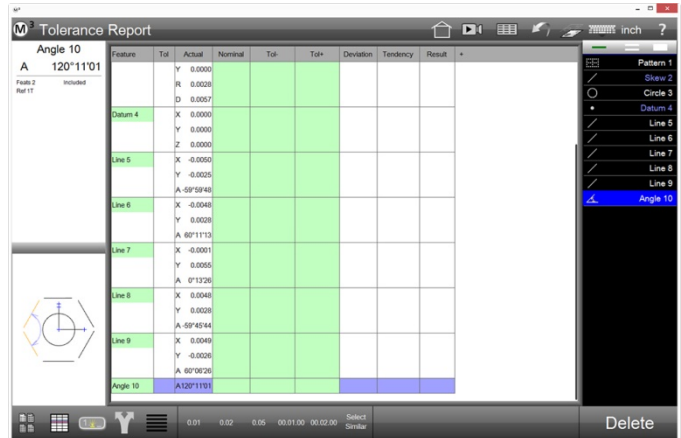 M³
M³ Tolerance Report
inch ?
Angle 10
A 120°11'01
Feats 2 Included
Ref 1T
Feature Tol Actual Nominal Tol- Tol+ Deviation Tendency Result +
Y 0.0000
R 0.0028
D 0.0057
Datum 4 X 0.0000
Y 0.0000
Z 0.0000
Line 5 X -0.0050
Y -0.0025
A -59°59'48
Line 6 X -0.0048
Y 0.0028
A 60°11'13
Line 7 X -0.0001
Y 0.0055
A 0°13'26
Line 8 X 0.0048
Y 0.0028
A -59°45'44
Line 9 X 0.0049
Y -0.0026
A 60°06'26
Angle 10 A120°11'01
Pattern 1
Skew 2
Circle 3
Datum 4
Line 5
Line 6
Line 7
Line 8
Line 9
Angle 10
0.01 0.02 0.05 00.01.00 00.02.00 Select Similar
Delete